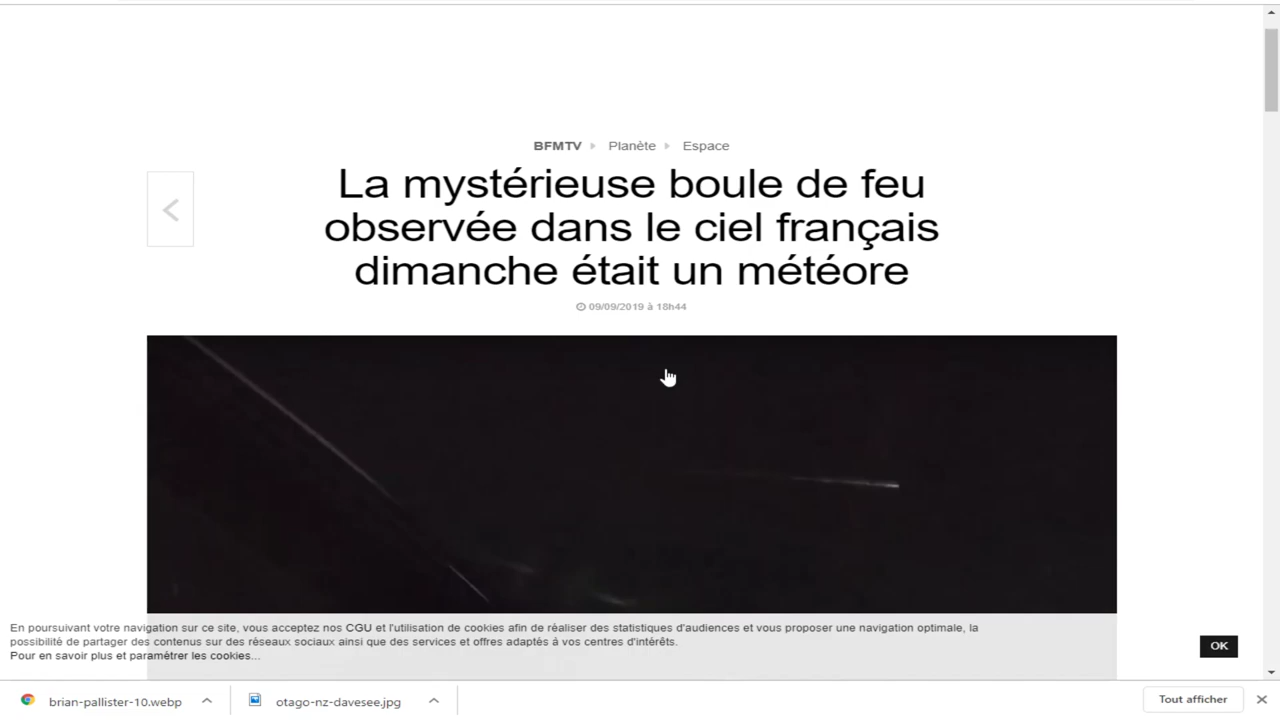 BFMTV Planète Espace
La mystérieuse boule de feu
observée dans le ciel français
dimanche était un météore
09/09/2019 à 18h44
En poursuivant votre navigation sur ce site, vous acceptez nos CGU et l'utilisation de cookies afin de réaliser des statistiques d'audiences et vous proposer une navigation optimale, la
possibilité de partager des contenus sur des réseaux sociaux ainsi que des services et offres adaptés à vos centres d'intérêts.
Pour en savoir plus et paramétrer les cookies...
OK
brian-pallister-10.webp otago-nz-davesee.jpg Tout afficher